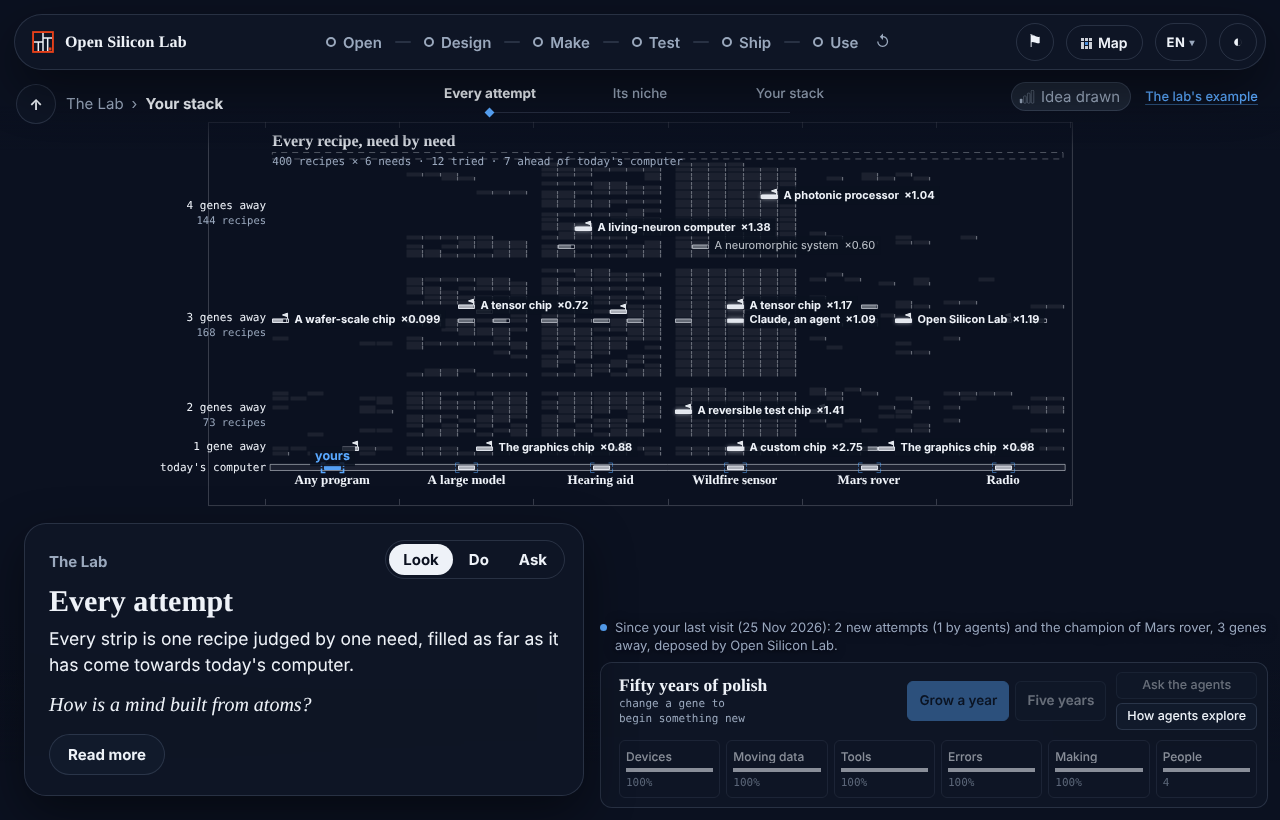 Open Silicon Lab
Open
Design
Make
Test
Ship
Use
Map
EN
The Lab › Your stack
Every attempt
Its niche
Your stack
Idea drawn
The lab's example
Every recipe, need by need
400 recipes × 6 needs · 12 tried · 7 ahead of today's computer
4 genes away
144 recipes
A photonic processor ×1.04
A living-neuron computer ×1.38
A neuromorphic system ×0.60
3 genes away
168 recipes
A tensor chip ×0.72
A tensor chip ×1.17
A wafer-scale chip ×0.099
Claude, an agent ×1.09
Open Silicon Lab ×1.19
2 genes away
73 recipes
A reversible test chip ×1.41
1 gene away
The graphics chip ×0.88
A custom chip ×2.75
The graphics chip ×0.98
yours
today's computer
Any program
A large model
Hearing aid
Wildfire sensor
Mars rover
Radio
The Lab
Look
Do
Ask
Every attempt
Every strip is one recipe judged by one need, filled as far as it
has come towards today's computer.
How is a mind built from atoms?
Read more
Since your last visit (25 Nov 2026): 2 new attempts (1 by agents) and the champion of Mars rover, 3 genes
away, deposed by Open Silicon Lab.
Fifty years of polish
change a gene to
begin something new
Grow a year
Five years
Ask the agents
How agents explore
Devices
100%
Moving data
100%
Tools
100%
Errors
100%
Making
100%
People
4